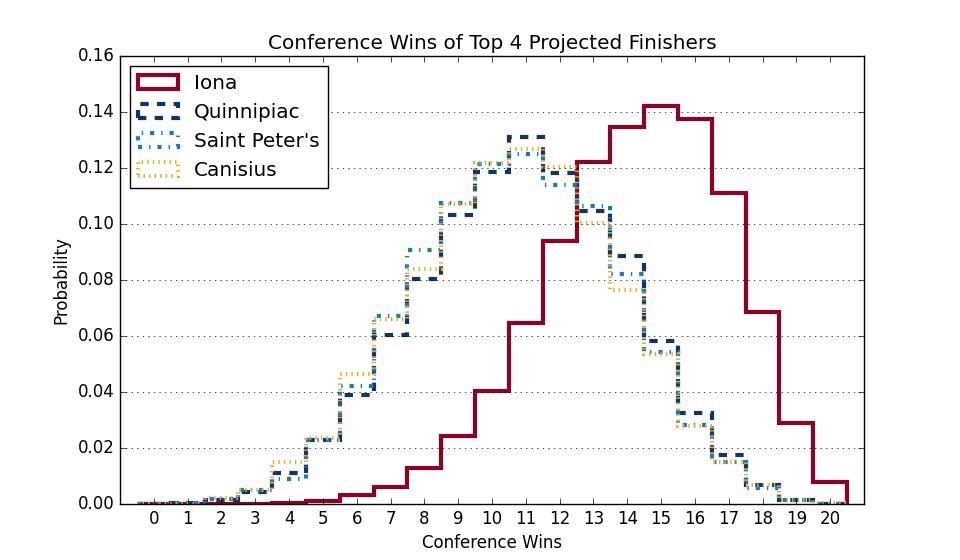 Conference Wins of Top 4 Projected Finishers
0.16
0.14
0.12
0.10
0.08
0.06
0.04
0.02
0.00
Probability
Iona
Quinnipiac
Saint Peter's
Canisius
0 1 2 3 4 5 6 7 8 9 10 11 12 13 14 15 16 17 18 19 20
Conference Wins